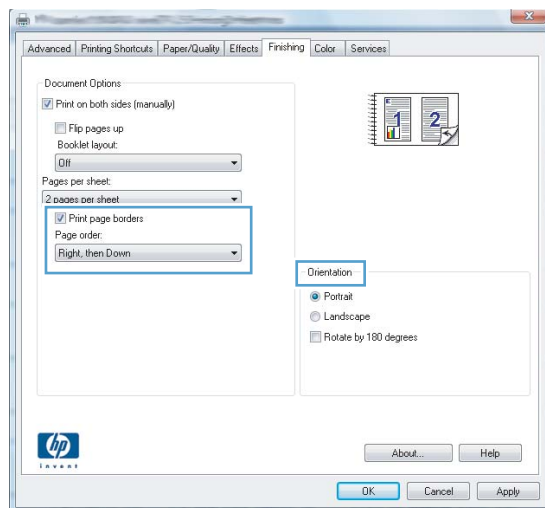 Advanced Printing Shortcuts Paper/Quality Effects Finishing Color Services
Document Options
Print on both sides (manually)
Flip pages up
Booklet layout:
Off
Pages per sheet:
2 pages per sheet
Print page borders
Page order:
Right, then Down
1 2
Orientation
Portrait
Landscape
Rotate by 180 degrees
hp
invent
About... Help
OK Cancel Apply